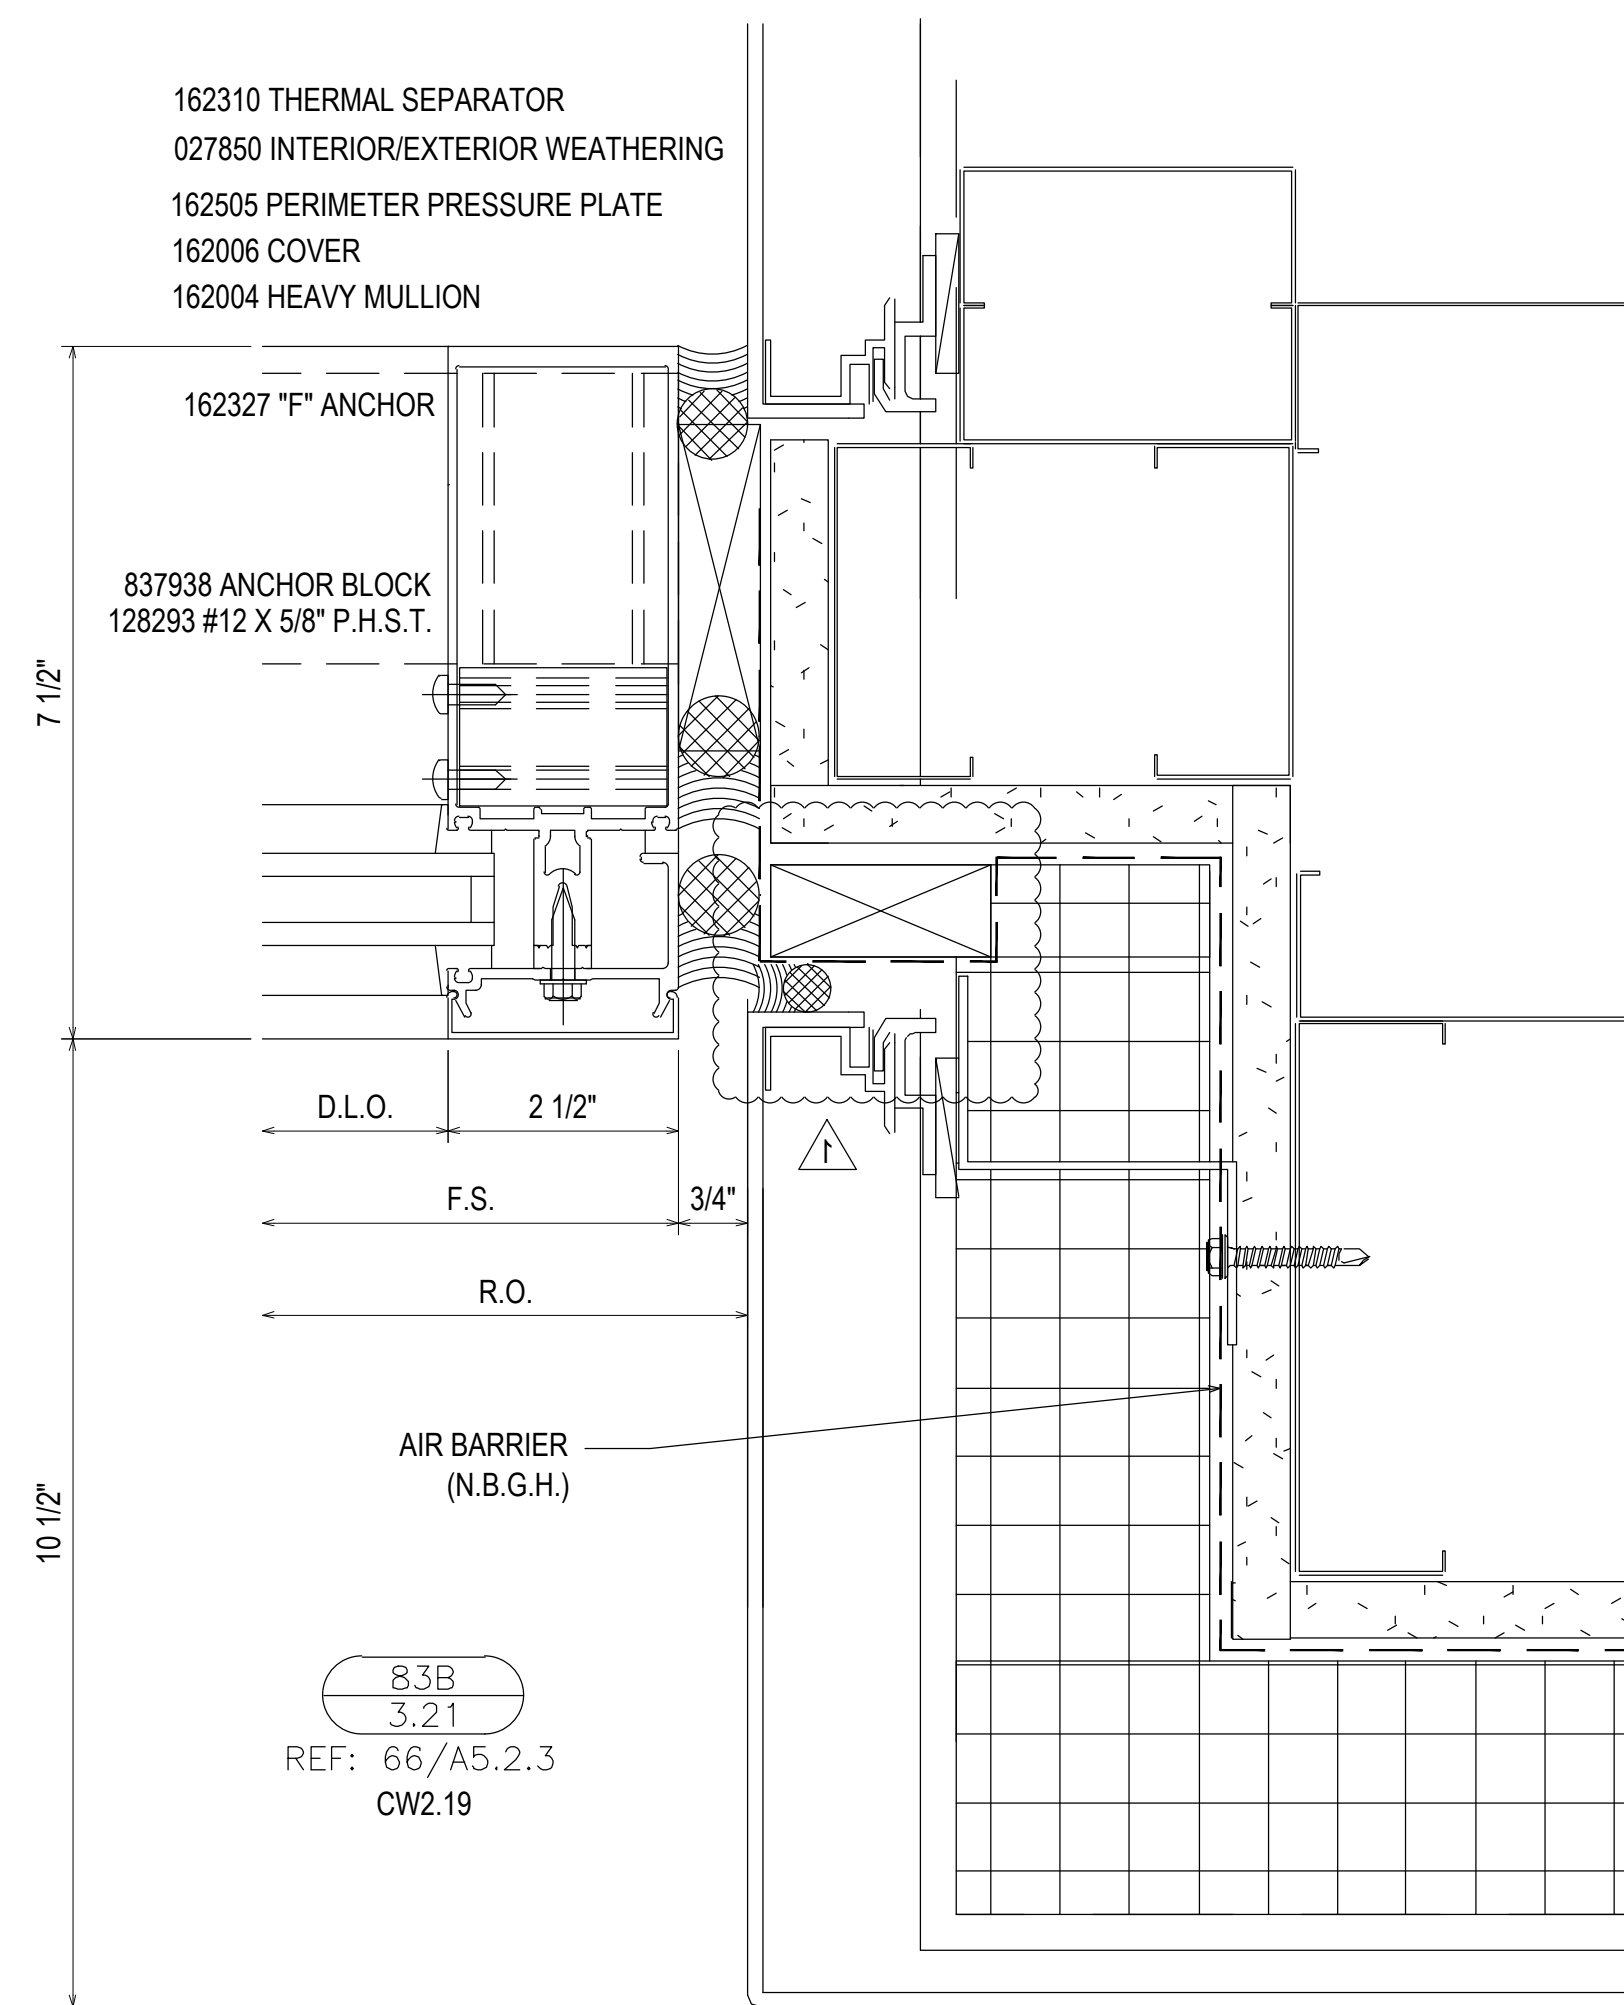 162310 THERMAL SEPARATOR
027850 INTERIOR/EXTERIOR WEATHERING
162505 PERIMETER PRESSURE PLATE
162006 COVER
162004 HEAVY MULLION
162327 "F" ANCHOR
837938 ANCHOR BLOCK
128293 #12 X 5/8" P.H.S.T.
7 1/2"
D.L.O.
2 1/2"
1
F.S.
3/4"
R.O.
AIR BARRIER
(N.B.G.H.)
10 1/2"
83B
3.21
REF: 66/A5.2.3
CW2.19